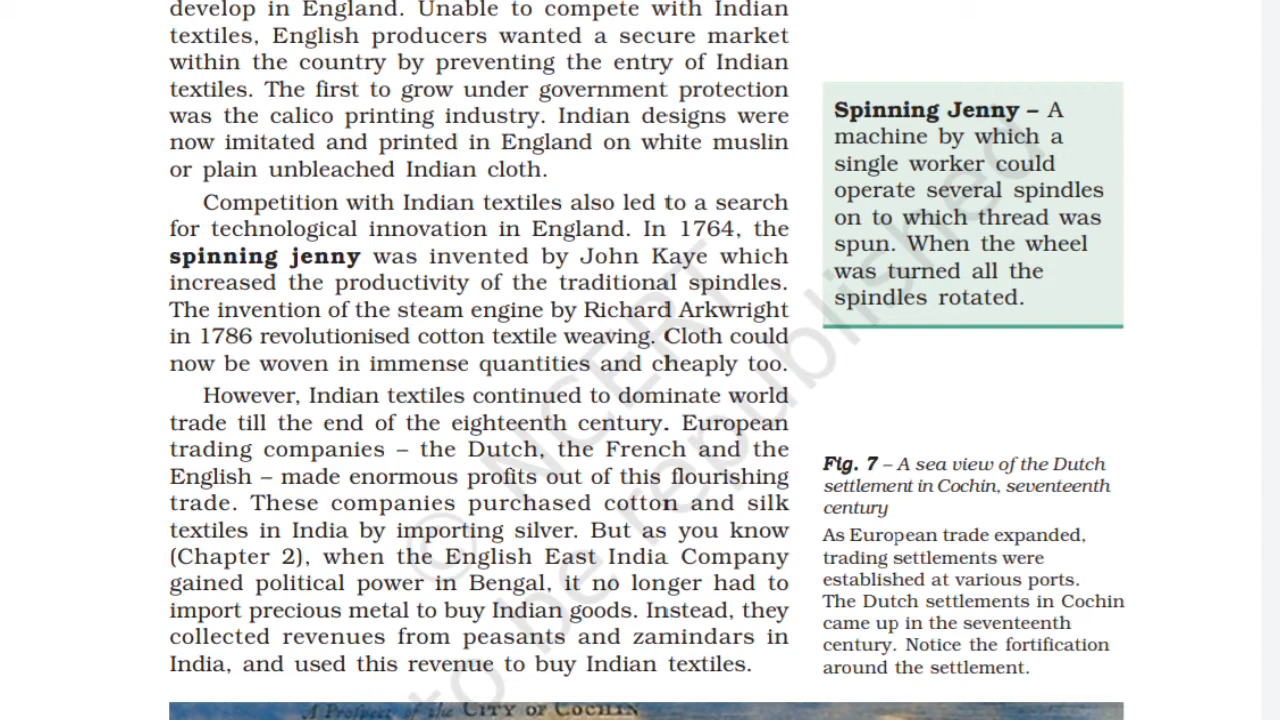 develop in England. Unable to compete with Indian
textiles, English producers wanted a secure market
within the country by preventing the entry of Indian
textiles. The first to grow under government protection
was the calico printing industry. Indian designs were
now imitated and printed in England on white muslin
or plain unbleached Indian cloth.
Competition with Indian textiles also led to a search
for technological innovation in England. In 1764, the
spinning jenny was invented by John Kaye which
increased the productivity of the traditional spindles.
The invention of the steam engine by Richard Arkwright
in 1786 revolutionised cotton textile weaving. Cloth could
now be woven in immense quantities and cheaply too.
However, Indian textiles continued to dominate world
trade till the end of the eighteenth century. European
trading companies – the Dutch, the French and the
English – made enormous profits out of this flourishing
trade. These companies purchased cotton and silk
textiles in India by importing silver. But as you know
(Chapter 2), when the English East India Company
gained political power in Bengal, it no longer had to
import precious metal to buy Indian goods. Instead, they
collected revenues from peasants and zamindars in
India, and used this revenue to buy Indian textiles.
Spinning Jenny – A
machine by which a
single worker could
operate several spindles
on to which thread was
spun. When the wheel
was turned all the
spindles rotated.
Fig. 7 – A sea view of the Dutch
settlement in Cochin, seventeenth
century
As European trade expanded,
trading settlements were
established at various ports.
The Dutch settlements in Cochin
came up in the seventeenth
century. Notice the fortification
around the settlement.
A Prospect of the CITY OF COCHIN
© NCERT
to be republished